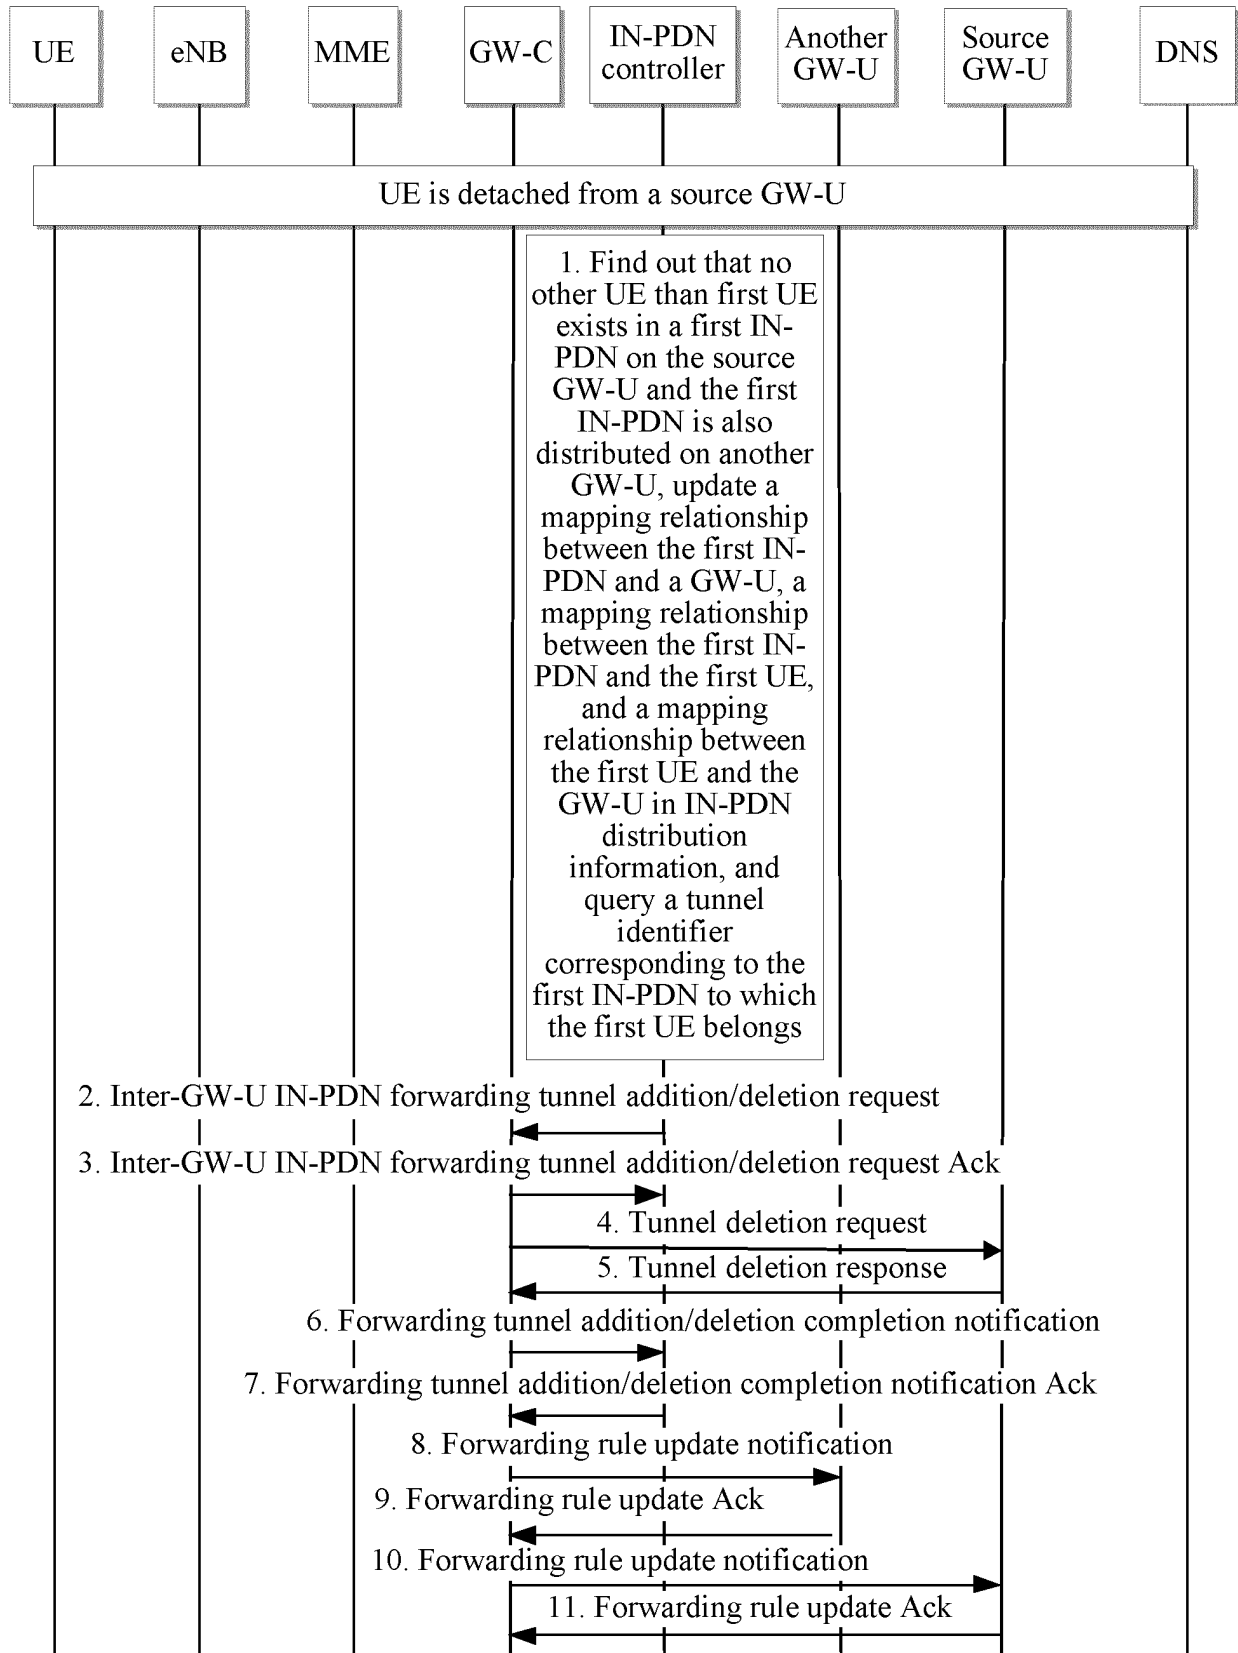 UE
eNB
MME
GW-C
IN-PDN
controller
Another
GW-U
Source
GW-U
DNS
UE is detached from a source GW-U
1. Find out that no
other UE than first UE
exists in a first IN-
PDN on the source
GW-U and the first
IN-PDN is also
distributed on another
GW-U, update a
mapping relationship
between the first IN-
PDN and a GW-U, a
mapping relationship
between the first IN-
PDN and the first UE,
and a mapping
relationship between
the first UE and the
GW-U in IN-PDN
distribution
information, and
query a tunnel
identifier
corresponding to the
first IN-PDN to which
the first UE belongs
2. Inter-GW-U IN-PDN forwarding tunnel addition/deletion request
3. Inter-GW-U IN-PDN forwarding tunnel addition/deletion request Ack
4. Tunnel deletion request
5. Tunnel deletion response
6. Forwarding tunnel addition/deletion completion notification
7. Forwarding tunnel addition/deletion completion notification Ack
8. Forwarding rule update notification
9. Forwarding rule update Ack
10. Forwarding rule update notification
11. Forwarding rule update Ack